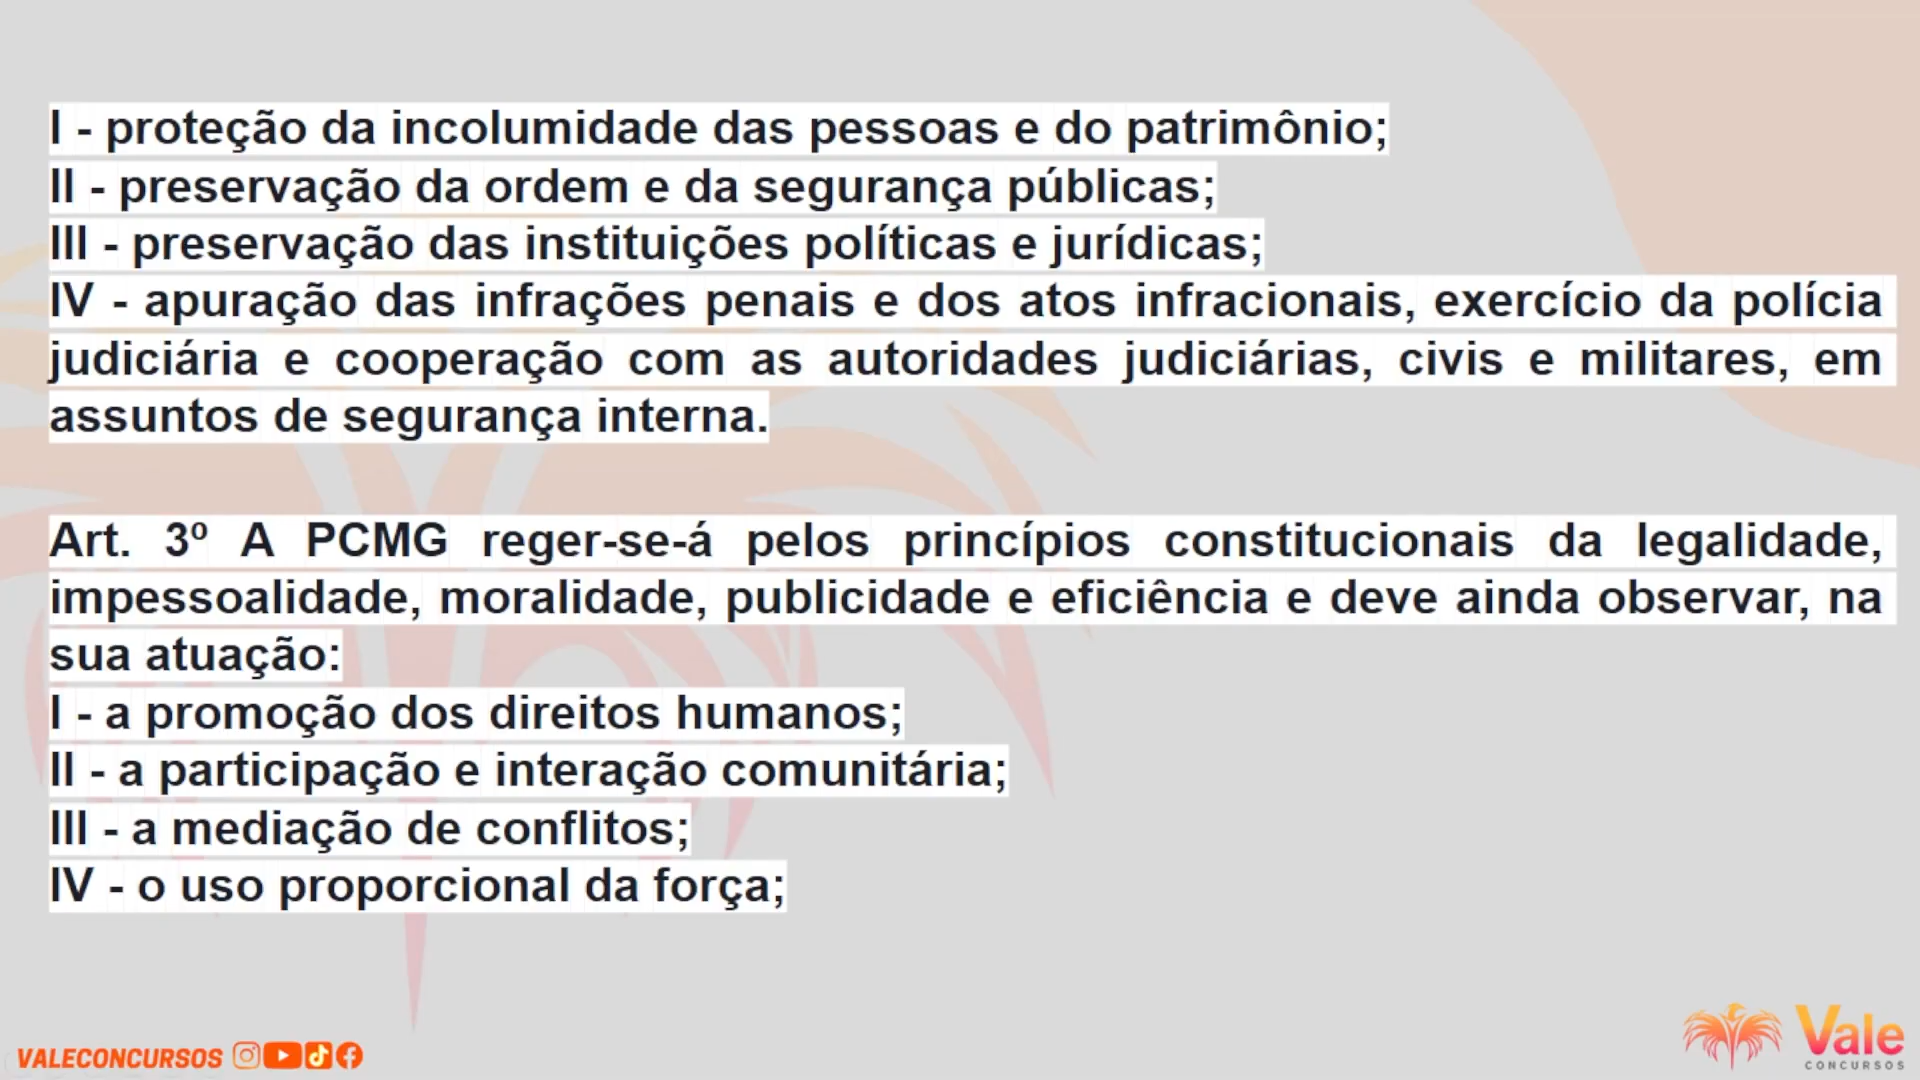 I - proteção da incolumidade das pessoas e do patrimônio;
II - preservação da ordem e da segurança públicas;
III - preservação das instituições políticas e jurídicas;
IV - apuração das infrações penais e dos atos infracionais, exercício da polícia
judiciária e cooperação com as autoridades judiciárias, civis e militares, em
assuntos de segurança interna.
Art. 3º A PCMG reger-se-á pelos princípios constitucionais da legalidade,
impessoalidade, moralidade, publicidade e eficiência e deve ainda observar, na
sua atuação:
I - a promoção dos direitos humanos;
II - a participação e interação comunitária;
III - a mediação de conflitos;
IV - o uso proporcional da força;
VALECONCURSOS
Vale
CONCURSOS